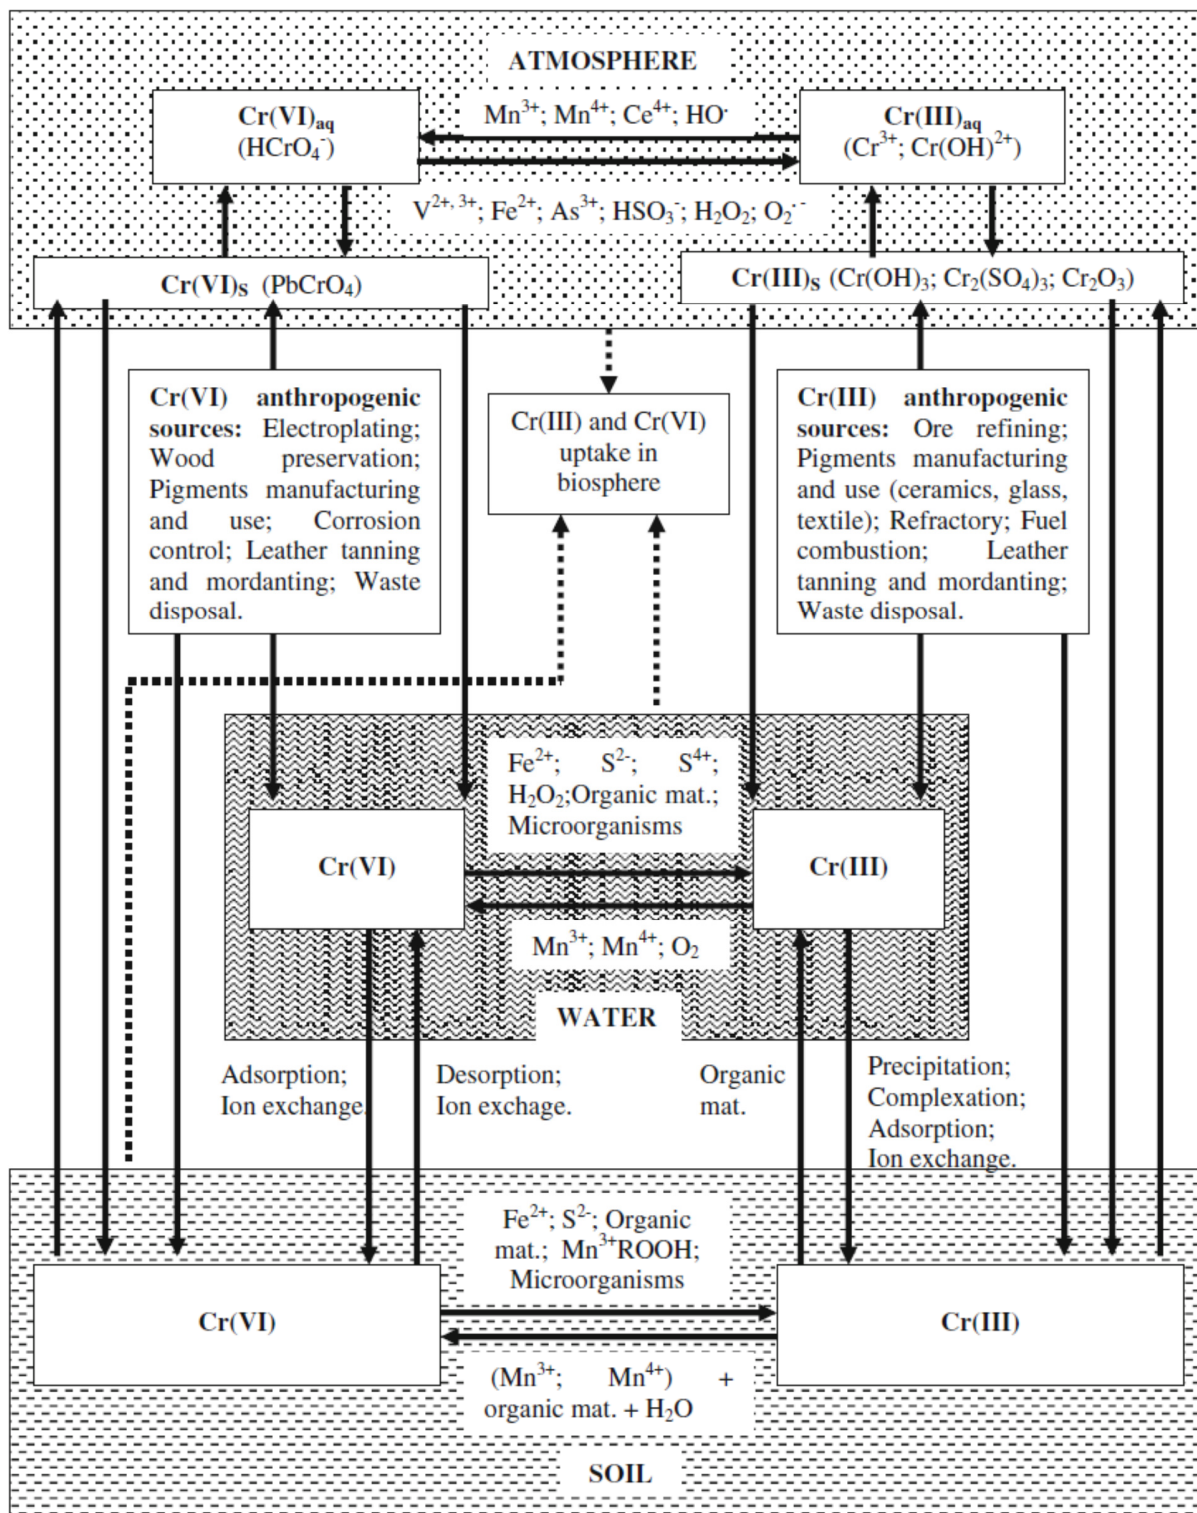 ATMOSPHERE
Cr(VI)aq
(HCrO₄⁻)
Mn³⁺; Mn⁴⁺; Ce⁴⁺; HO·
Cr(III)aq
(Cr³⁺; Cr(OH)²⁺)
V²⁺, ³⁺; Fe²⁺; As³⁺; HSO₃⁻; H₂O₂; O₂·⁻
Cr(VI)s (PbCrO₄)
Cr(III)s (Cr(OH)₃; Cr₂(SO₄)₃; Cr₂O₃)
Cr(VI) anthropogenic
sources: Electroplating;
Wood preservation;
Pigments manufacturing
and use; Corrosion
control; Leather tanning
and mordanting; Waste
disposal.
Cr(III) and Cr(VI)
uptake in
biosphere
Cr(III) anthropogenic
sources: Ore refining;
Pigments manufacturing
and use (ceramics, glass,
textile); Refractory; Fuel
combustion; Leather
tanning and mordanting;
Waste disposal.
Fe²⁺; S²⁻; S⁴⁺;
H₂O₂;Organic mat.;
Microorganisms
Cr(VI)
Cr(III)
Mn³⁺; Mn⁴⁺; O₂
WATER
Adsorption;
Ion exchange.
Desorption;
Ion exchage.
Organic
mat.
Precipitation;
Complexation;
Adsorption;
Ion exchange.
Fe²⁺; S²⁻; Organic
mat.; Mn³⁺ROOH;
Microorganisms
Cr(VI)
Cr(III)
(Mn³⁺; Mn⁴⁺) +
organic mat. + H₂O
SOIL